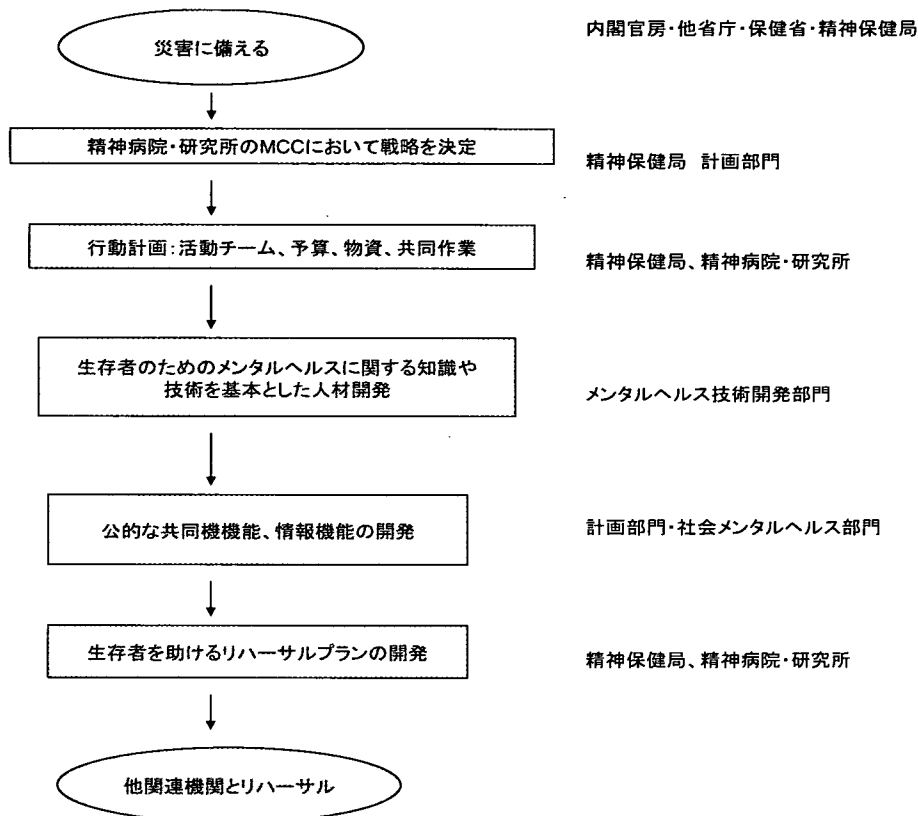 災害に備える
内閣官房・他省庁・保健省・精神保健局
精神病院・研究所のMCCにおいて戦略を決定
精神保健局 計画部門
行動計画:活動チーム、予算、物資、共同作業
精神保健局、精神病院・研究所
生存者のためのメンタルヘルスに関する知識や
技術を基本とした人材開発
メンタルヘルス技術開発部門
公的な共同機機能、情報機能の開発
計画部門・社会メンタルヘルス部門
生存者を助けるリハーサルプランの開発
精神保健局、精神病院・研究所
他関連機関とリハーサル